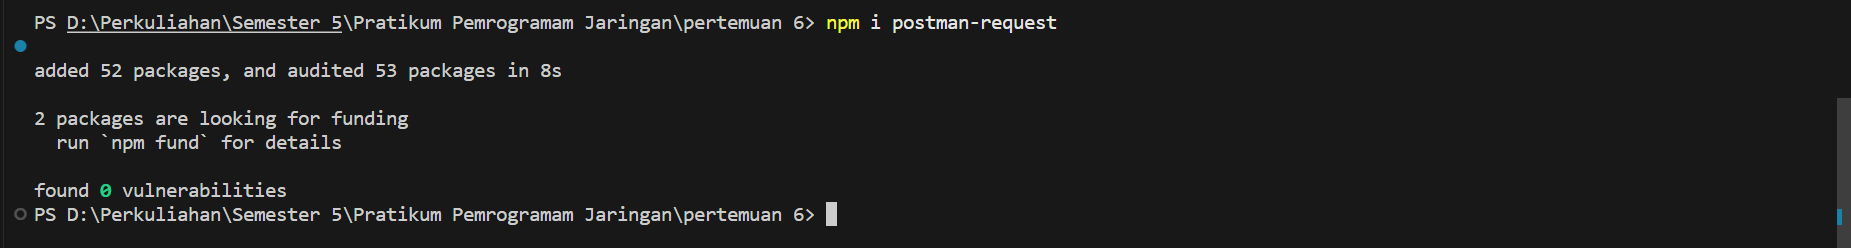 PS D:\Perkuliahan\Semester 5\Pratikum Pemrogramam Jaringan\pertemuan 6> npm i postman-request
added 52 packages, and audited 53 packages in 8s
2 packages are looking for funding
  run `npm fund` for details
found 0 vulnerabilities
PS D:\Perkuliahan\Semester 5\Pratikum Pemrogramam Jaringan\pertemuan 6>